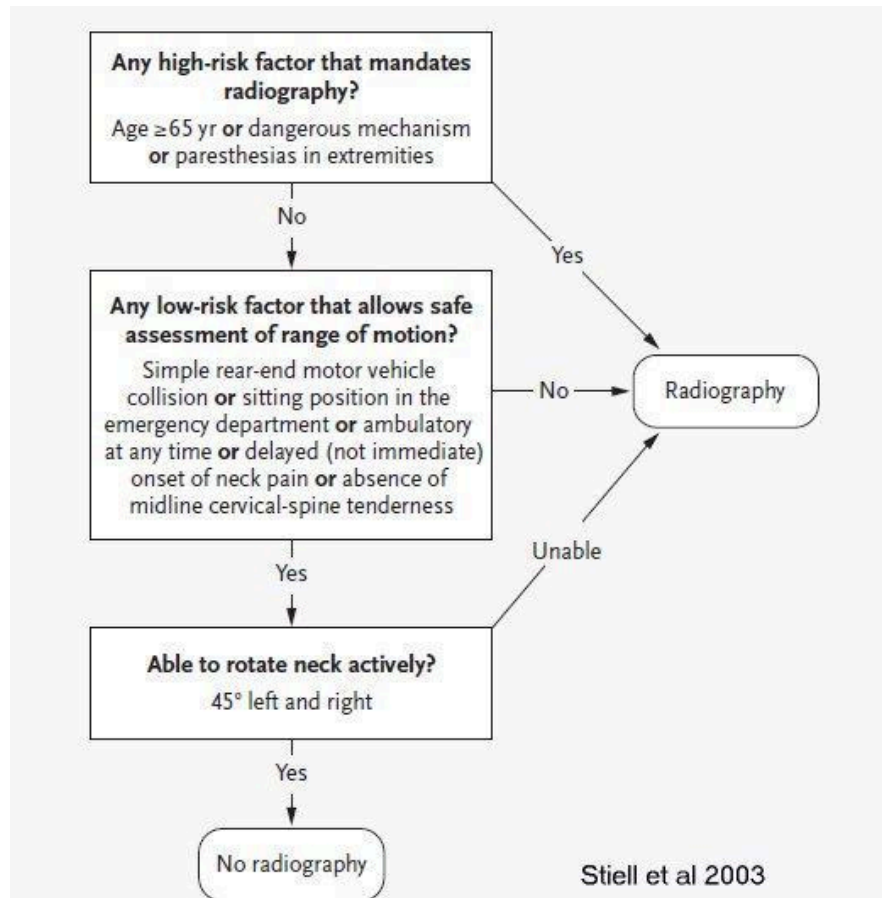 Any high-risk factor that mandates
radiography?
Age ≥65 yr or dangerous mechanism
or paresthesias in extremities
No
Yes
Any low-risk factor that allows safe
assessment of range of motion?
Simple rear-end motor vehicle
collision or sitting position in the
emergency department or ambulatory
at any time or delayed (not immediate)
onset of neck pain or absence of
midline cervical-spine tenderness
No
Radiography
Yes
Unable
Able to rotate neck actively?
45° left and right
Yes
No radiography
Stiell et al 2003